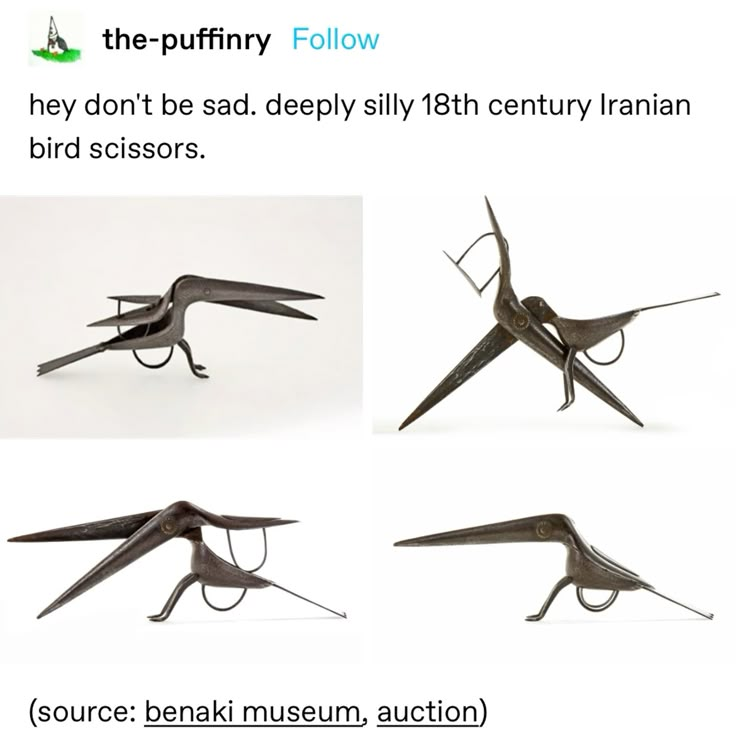 the-puffinry Follow
hey don't be sad. deeply silly 18th century Iranian
bird scissors.
(source: benaki museum, auction)